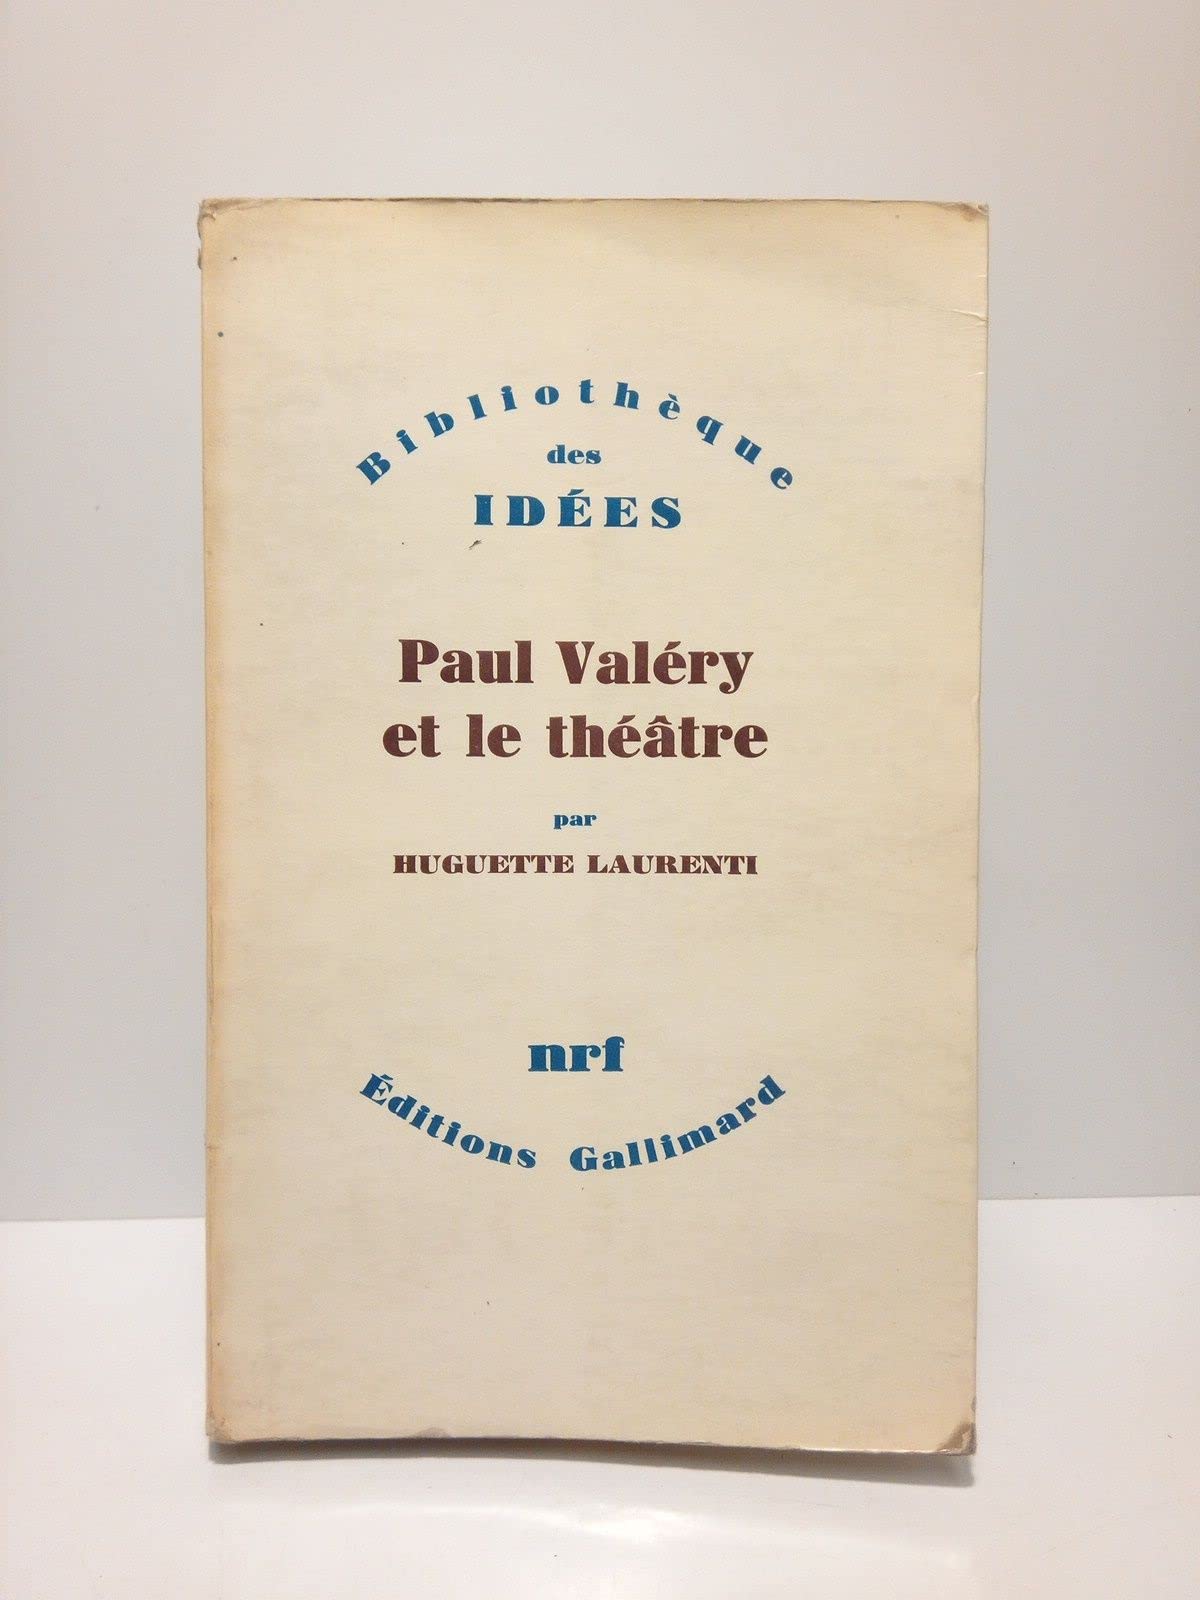 Bibliothèque
des
IDÉES
Paul Valéry
et le théâtre
par
HUGUETTE LAURENTI
nrf
Éditions Gallimard